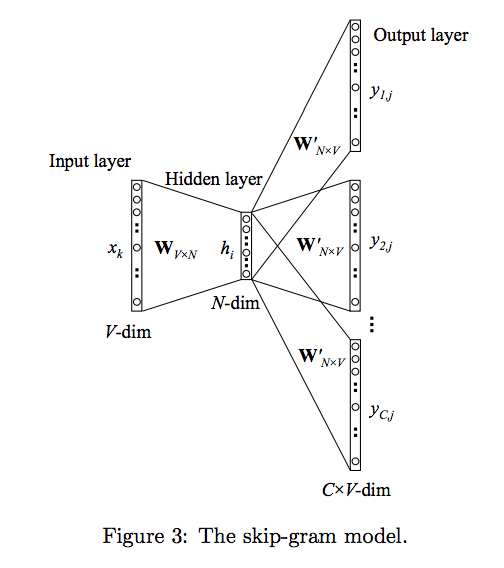 Output layer
y1,j
W′N×V
Input layer
Hidden layer
xk
WV×N
hi
W′N×V
y2,j
N-dim
V-dim
W′N×V
yC,j
C×V-dim
Figure 3: The skip-gram model.